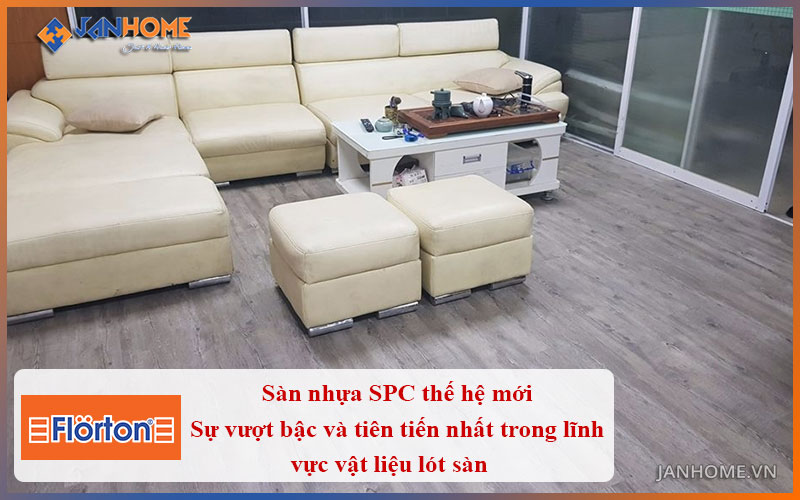 JANHOME
Sàn nhựa SPC thế hệ mới
Flörton®
Sự vượt bậc và tiên tiến nhất trong lĩnh
vực vật liệu lót sàn
JANHOME.VN